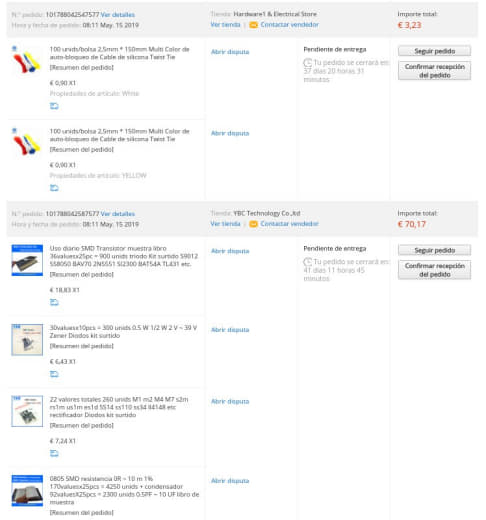 N.º pedido: 101788042547577 Ver detalles
Hora y fecha de pedido: 08:11 May. 15 2019
Tienda: Hardware1 & Electrical Store
Ver tienda | Contactar vendedor
Importe total:
€ 3,23
100 unids/bolsa 2,5mm * 150mm Multi Color de
auto-bloqueo de Cable de silicona Twist Tie
[Resumen del pedido]
€ 0,90 X1
Propiedades de artículo: White
Abrir disputa
Pendiente de entrega
Tu pedido se cerrará en:
37 dias 20 horas 31
minutos
Seguir pedido
Confirmar recepción
del pedido
100 unids/bolsa 2,5mm * 150mm Multi Color de
auto-bloqueo de Cable de silicona Twist Tie
[Resumen del pedido]
€ 0,90 X1
Propiedades de artículo: YELLOW
Abrir disputa
N.º pedido: 101788042587577 Ver detalles
Hora y fecha de pedido: 08:11 May. 15 2019
Tienda: YBC Technology Co.,ltd
Ver tienda | Contactar vendedor
Importe total:
€ 70,17
Uso diario SMD Transistor muestra libro
36valuesx25pc = 900 unids triodo Kit surtido S9012
SS8050 BAV70 2N5551 SI2300 BAT54A TL431 etc.
[Resumen del pedido]
€ 18,83 X1
Abrir disputa
Pendiente de entrega
Tu pedido se cerrará en:
41 dias 11 horas 45
minutos
Seguir pedido
Confirmar recepción
del pedido
30valuesx10pcs = 300 unids 0.5 W 1/2 W 2 V ~ 39 V
Zener Diodos kit surtido
[Resumen del pedido]
€ 6,43 X1
Abrir disputa
22 valores totales 260 unids M1 m2 M4 M7 s2m
rs1m us1m es1d SS14 ss110 ss34 ll4148 etc
rectificador Diodos kit surtido
[Resumen del pedido]
€ 7,24 X1
Abrir disputa
0805 SMD resistencia 0R ~ 10 m 1%
170valuesx25pcs = 4250 unids + condensador
92valuesX25pcs = 2300 unids 0.5PF ~ 10 UF libro de
muestra
[Resumen del pedido]
Abrir disputa